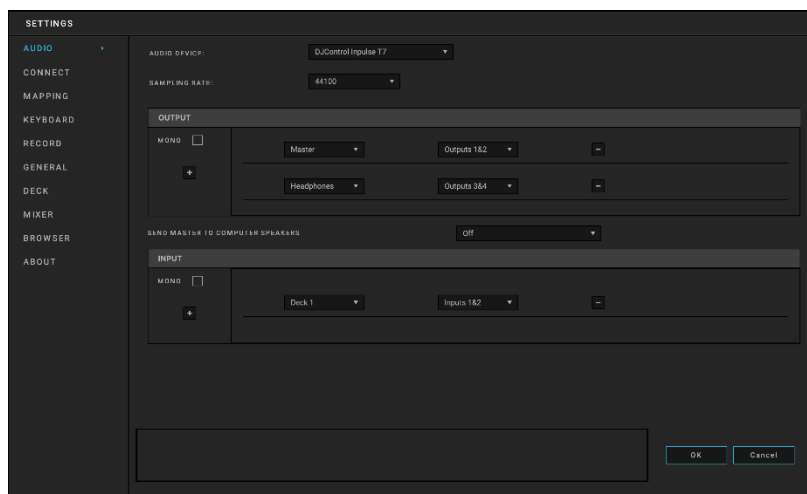 SETTINGS
AUDIO
CONNECT
MAPPING
KEYBOARD
RECORD
GENERAL
DECK
MIXER
BROWSER
ABOUT
AUDIO DEVICE: DJControl Inpulse T7
SAMPLING RATE: 44100
OUTPUT
MONO
+
Master Outputs 1&2 -
Headphones Outputs 3&4 -
SEND MASTER TO COMPUTER SPEAKERS Off
INPUT
MONO
+
Deck 1 Inputs 1&2 -
OK Cancel